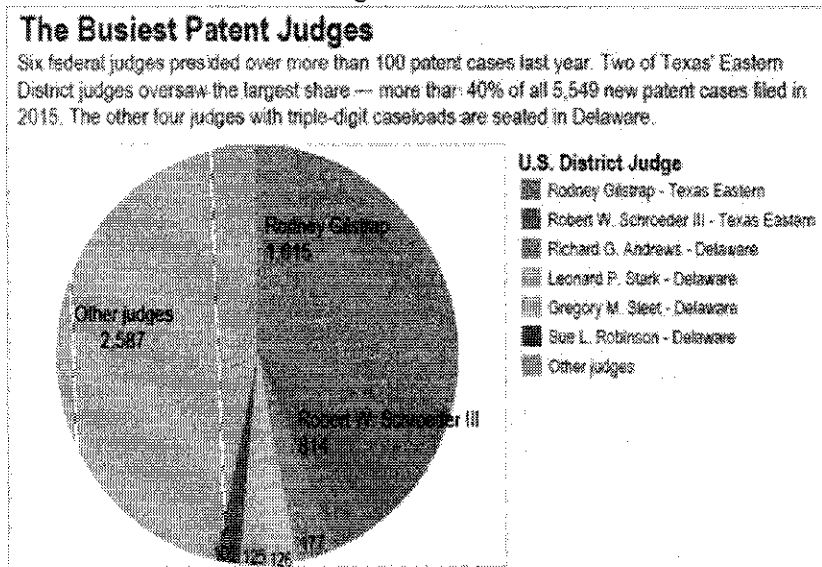 The Busiest Patent Judges
Six federal judges presided over more than 100 patent cases last year. Two of Texas' Eastern
District judges oversaw the largest share — more than 40% of all 5,549 new patent cases filed in
2015. The other four judges with triple-digit caseloads are seated in Delaware.
U.S. District Judge
Rodney Gilstrap - Texas Eastern
Robert W. Schroeder III - Texas Eastern
Richard G. Andrews - Delaware
Leonard P. Stark - Delaware
Gregory M. Sleet - Delaware
Sue L. Robinson - Delaware
Other judges
Rodney Gilstrap
Other judges
2,587
Robert W. Schroeder III
177
125 126